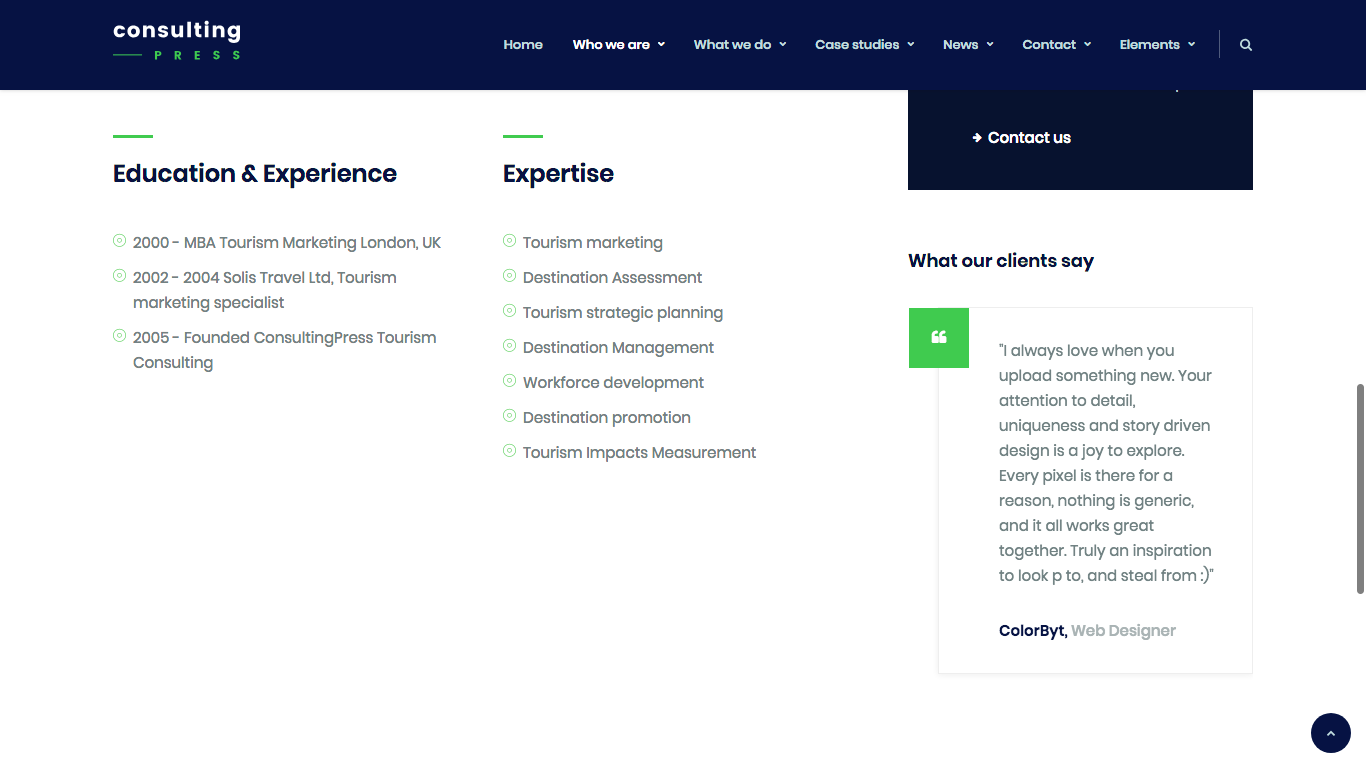 consulting
PRESS
Home
Who we are
What we do
Case studies
News
Contact
Elements
Contact us
Education & Experience
2000 - MBA Tourism Marketing London, UK
2002 - 2004 Solis Travel Ltd, Tourism
marketing specialist
2005 - Founded ConsultingPress Tourism
Consulting
Expertise
Tourism marketing
Destination Assessment
Tourism strategic planning
Destination Management
Workforce development
Destination promotion
Tourism Impacts Measurement
What our clients say
"I always love when you
upload something new. Your
attention to detail,
uniqueness and story driven
design is a joy to explore.
Every pixel is there for a
reason, nothing is generic,
and it all works great
together. Truly an inspiration
to look p to, and steal from :)"
ColorByt, Web Designer